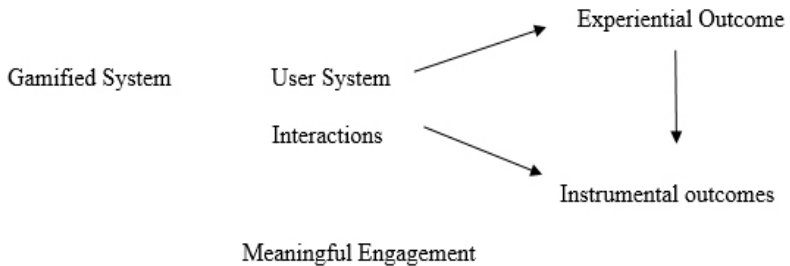 Experiential Outcome
Gamified System
User System
Interactions
Instrumental outcomes
Meaningful Engagement